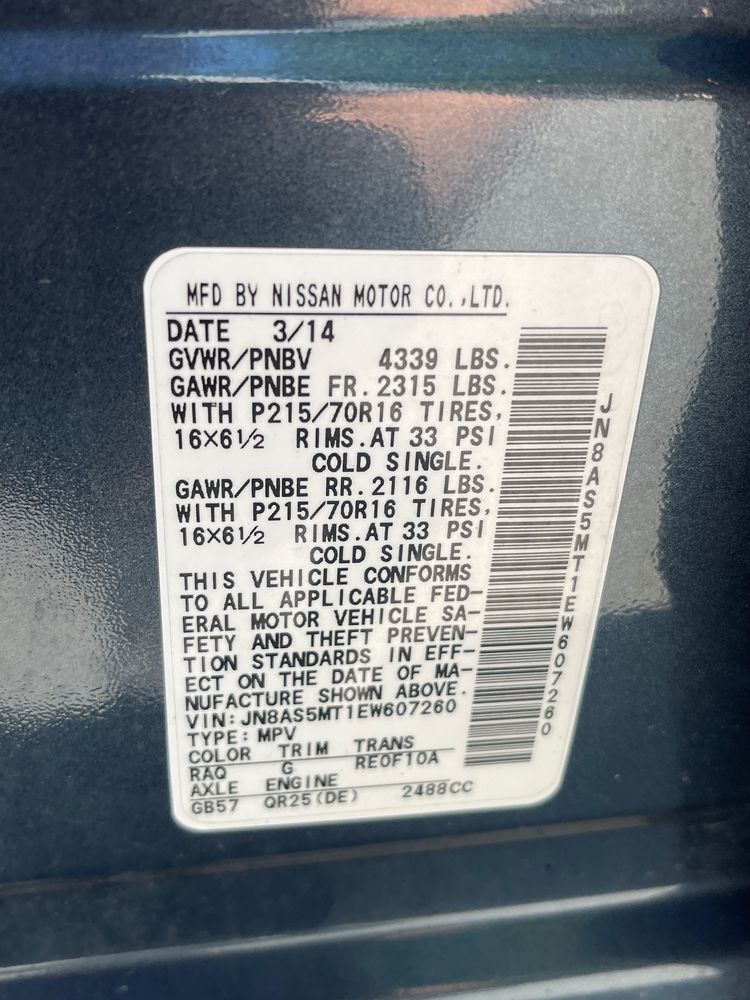 MFD BY NISSAN MOTOR CO.,LTD.
DATE 3/14
GVWR/PNBV 4339 LBS.
GAWR/PNBE FR.2315 LBS.
WITH P215/70R16 TIRES,
16X6½ RIMS.AT 33 PSI
COLD SINGLE.
GAWR/PNBE RR.2116 LBS.
WITH P215/70R16 TIRES,
16X6½ RIMS.AT 33 PSI
COLD SINGLE.
THIS VEHICLE CONFORMS
TO ALL APPLICABLE FED-
ERAL MOTOR VEHICLE SA-
FETY AND THEFT PREVEN-
TION STANDARDS IN EFF-
ECT ON THE DATE OF MA-
NUFACTURE SHOWN ABOVE.
VIN:JN8AS5MT1EW607260
TYPE:MPV
COLOR TRIM TRANS
RAQ G RE0F10A
AXLE ENGINE
GB57 QR25(DE) 2488CC
JN8AS5MT1EW607260